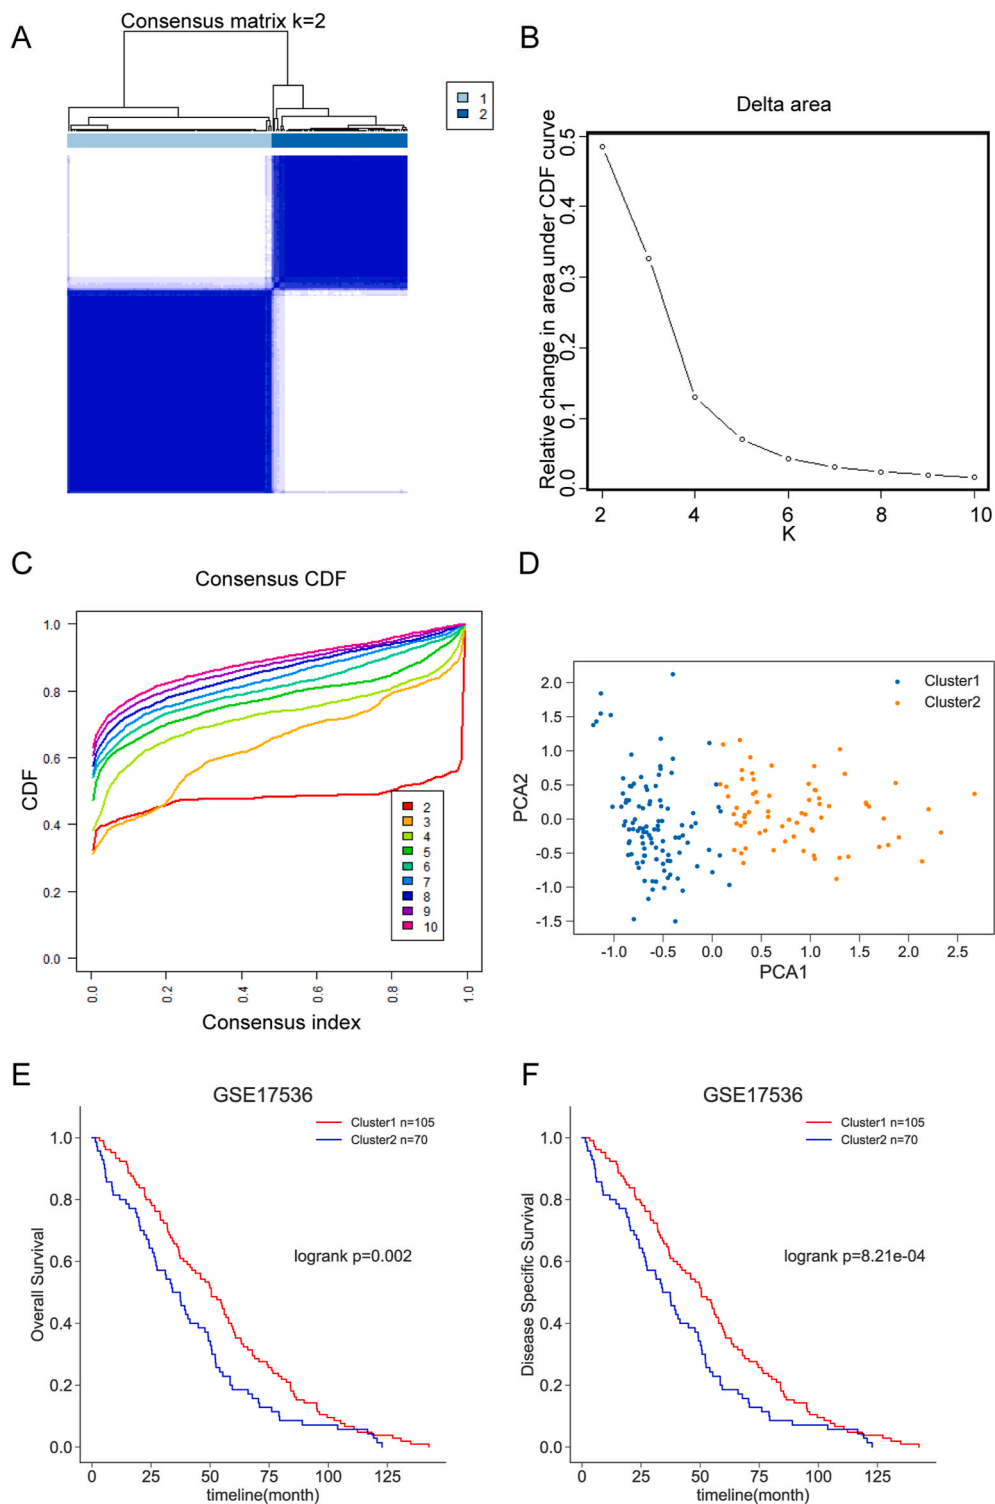 A
Consensus matrix k=2
1
2
B
Delta area
Relative change in area under CDF curve
0.5
0.4
0.3
0.2
0.1
0.0
2
4
6
8
10
K
C
Consensus CDF
CDF
1.0
0.8
0.6
0.4
0.2
0.0
2
3
4
5
6
7
8
9
10
0.0
0.2
0.4
0.6
0.8
1.0
Consensus index
D
Cluster1
Cluster2
PCA2
2.0
1.5
1.0
0.5
0.0
-0.5
-1.0
-1.5
-1.0
-0.5
0.0
0.5
1.0
1.5
2.0
2.5
PCA1
E
GSE17536
Cluster1 n=105
Cluster2 n=70
logrank p=0.002
Overall Survival
1.0
0.8
0.6
0.4
0.2
0.0
0
25
50
75
100
125
timeline(month)
F
GSE17536
Cluster1 n=105
Cluster2 n=70
logrank p=8.21e-04
Disease Specific Survival
1.0
0.8
0.6
0.4
0.2
0.0
0
25
50
75
100
125
timeline(month)